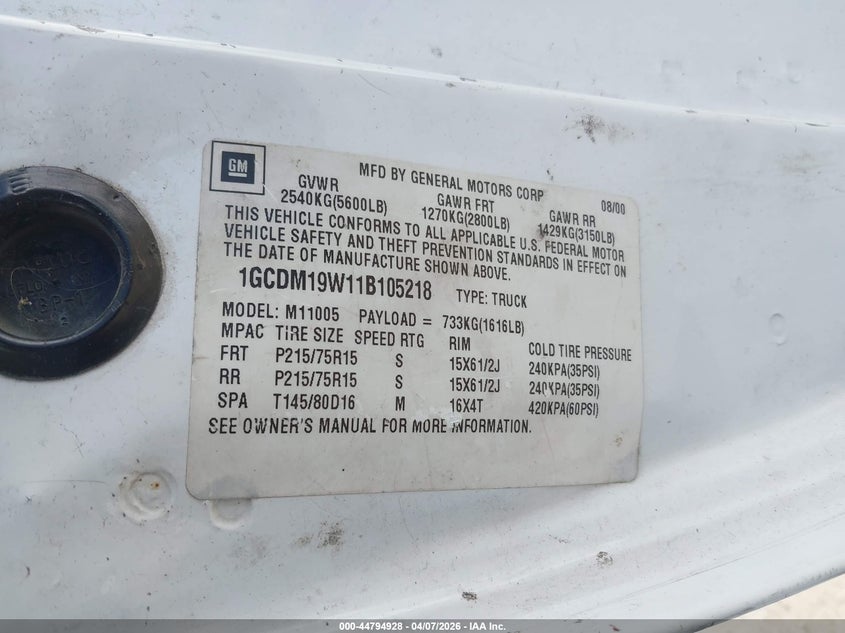 GM
MFD BY GENERAL MOTORS CORP 08/00
GVWR GAWR FRT GAWR RR
2540KG(5600LB) 1270KG(2800LB) 1429KG(3150LB)
THIS VEHICLE CONFORMS TO ALL APPLICABLE U.S. FEDERAL MOTOR
VEHICLE SAFETY AND THEFT PREVENTION STANDARDS IN EFFECT ON
THE DATE OF MANUFACTURE SHOWN ABOVE.
1GCDM19W11B105218 TYPE: TRUCK
MODEL: M11005 PAYLOAD = 733KG(1616LB)
MPAC TIRE SIZE SPEED RTG RIM COLD TIRE PRESSURE
FRT P215/75R15 S 15X61/2J 240KPA(35PSI)
RR P215/75R15 S 15X61/2J 240KPA(35PSI)
SPA T145/80D16 M 16X4T 420KPA(60PSI)
SEE OWNER'S MANUAL FOR MORE INFORMATION.
000-44794928 - 04/07/2026 - IAA Inc.